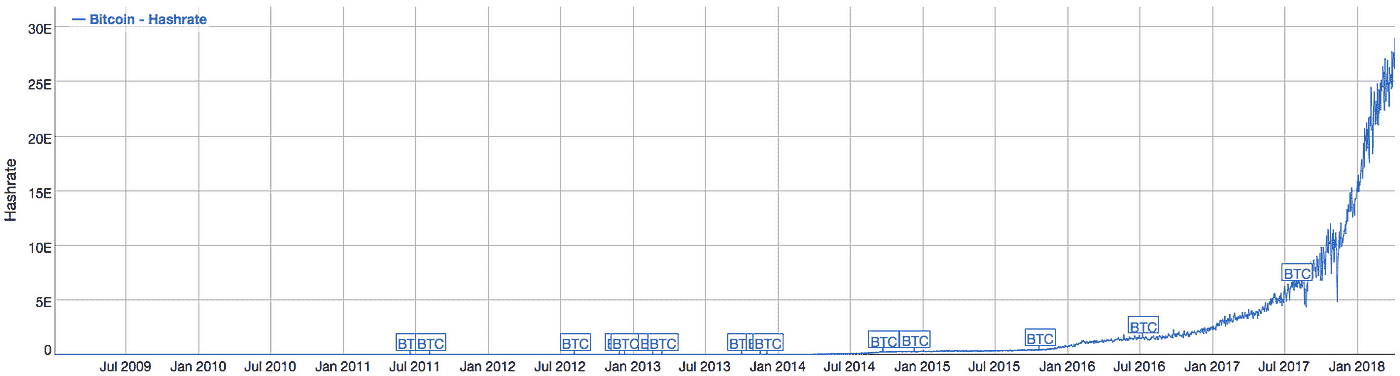 Bitcoin - Hashrate
30E
25E
20E
15E
10E
5E
0
Hashrate
BTC
BTC
BTC
BTC
BTC
BTC
BTC
BTC
BTC
BTC
Jul 2009
Jan 2010
Jul 2010
Jan 2011
Jul 2011
Jan 2012
Jul 2012
Jan 2013
Jul 2013
Jan 2014
Jul 2014
Jan 2015
Jul 2015
Jan 2016
Jul 2016
Jan 2017
Jul 2017
Jan 2018